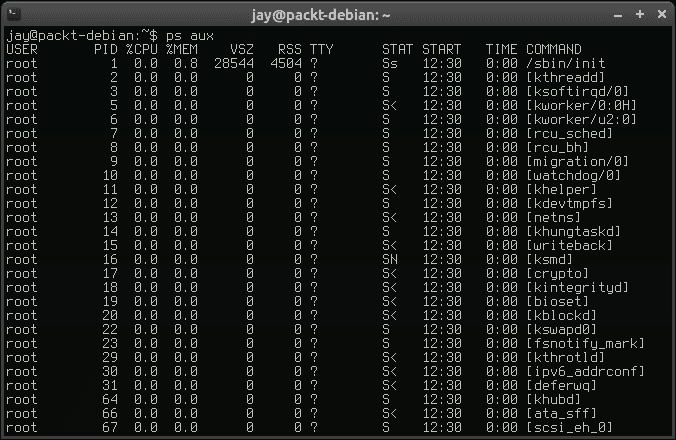 jay@packt-debian: ~
jay@packt-debian:~$ ps aux
USER       PID %CPU %MEM    VSZ   RSS TTY      STAT START   TIME COMMAND
root         1  0.0  0.8  28544  4504 ?        Ss   12:30   0:00 /sbin/init
root         2  0.0  0.0      0     0 ?        S    12:30   0:00 [kthreadd]
root         3  0.0  0.0      0     0 ?        S    12:30   0:00 [ksoftirqd/0]
root         5  0.0  0.0      0     0 ?        S<   12:30   0:00 [kworker/0:0H]
root         6  0.0  0.0      0     0 ?        S    12:30   0:00 [kworker/u2:0]
root         7  0.0  0.0      0     0 ?        S    12:30   0:00 [rcu_sched]
root         8  0.0  0.0      0     0 ?        S    12:30   0:00 [rcu_bh]
root         9  0.0  0.0      0     0 ?        S    12:30   0:00 [migration/0]
root        10  0.0  0.0      0     0 ?        S    12:30   0:00 [watchdog/0]
root        11  0.0  0.0      0     0 ?        S<   12:30   0:00 [khelper]
root        12  0.0  0.0      0     0 ?        S    12:30   0:00 [kdevtmpfs]
root        13  0.0  0.0      0     0 ?        S<   12:30   0:00 [netns]
root        14  0.0  0.0      0     0 ?        S    12:30   0:00 [khungtaskd]
root        15  0.0  0.0      0     0 ?        S<   12:30   0:00 [writeback]
root        16  0.0  0.0      0     0 ?        SN   12:30   0:00 [ksmd]
root        17  0.0  0.0      0     0 ?        S<   12:30   0:00 [crypto]
root        18  0.0  0.0      0     0 ?        S<   12:30   0:00 [kintegrityd]
root        19  0.0  0.0      0     0 ?        S<   12:30   0:00 [bioset]
root        20  0.0  0.0      0     0 ?        S<   12:30   0:00 [kblockd]
root        22  0.0  0.0      0     0 ?        S    12:30   0:00 [kswapd0]
root        23  0.0  0.0      0     0 ?        S    12:30   0:00 [fsnotify_mark]
root        29  0.0  0.0      0     0 ?        S<   12:30   0:00 [kthrotld]
root        30  0.0  0.0      0     0 ?        S<   12:30   0:00 [ipv6_addrconf]
root        31  0.0  0.0      0     0 ?        S<   12:30   0:00 [deferwq]
root        64  0.0  0.0      0     0 ?        S    12:30   0:00 [khubd]
root        66  0.0  0.0      0     0 ?        S<   12:30   0:00 [ata_sff]
root        67  0.0  0.0      0     0 ?        S    12:30   0:00 [scsi_eh_0]